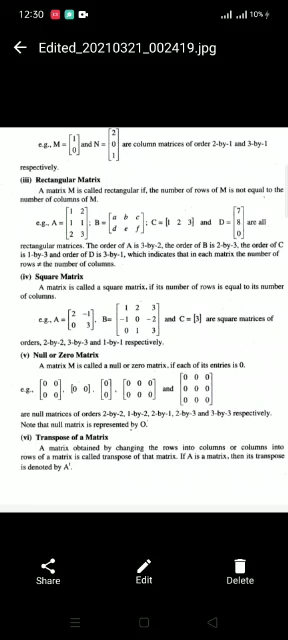 12:30
10%
Edited_20210321_002419.jpg
e.g., M = [1 0] and N = [2 0 1] are column matrices of order 2-by-1 and 3-by-1
respectively.
(iii) Rectangular Matrix
A matrix M is called rectangular if, the number of rows of M is not equal to the
number of columns of M.
e.g., A = [1 2; 1 1; 2 3]; B = [a b c; d e f]; C = [1 2 3] and D = [7 8 0] are all
rectangular matrices. The order of A is 3-by-2, the order of B is 2-by-3, the order of C
is 1-by-3 and order of D is 3-by-1, which indicates that in each matrix the number of
rows ≠ the number of columns.
(iv) Square Matrix
A matrix is called a square matrix, if its number of rows is equal to its number
of columns.
e.g., A = [2 -1; 0 3], B= [1 2 3; -1 0 -2; 0 1 3] and C = [3] are square matrices of
orders, 2-by-2, 3-by-3 and 1-by-1 respectively.
(v) Null or Zero Matrix
A matrix M is called a null or zero matrix, if each of its entries is 0.
e.g., [0 0; 0 0], [0 0], [0; 0], [0 0 0; 0 0 0] and [0 0 0; 0 0 0; 0 0 0]
are null matrices of orders 2-by-2, 1-by-2, 2-by-1, 2-by-3 and 3-by-3 respectively.
Note that null matrix is represented by O.
(vi) Transpose of a Matrix
A matrix obtained by changing the rows into columns or columns into
rows of a matrix is called transpose of that matrix. If A is a matrix, then its transpose
is denoted by Aᵗ.
Share
Edit
Delete